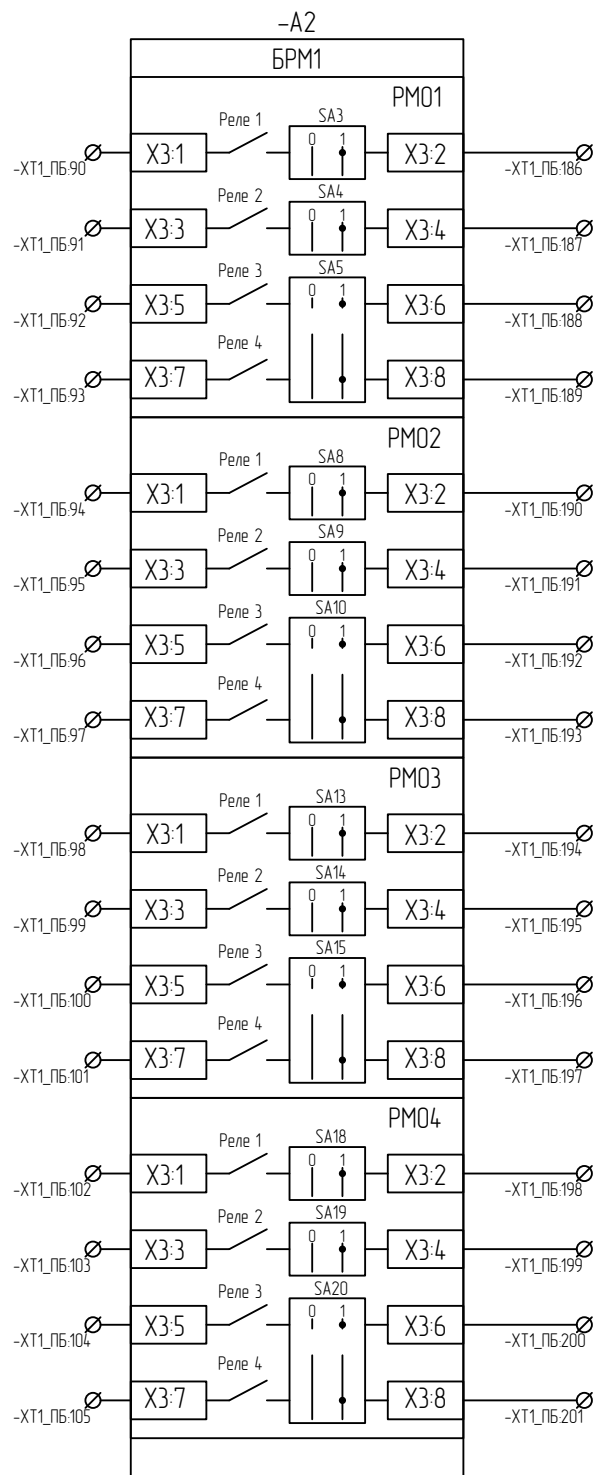 -А2
БРМ1
РМ01
Реле 1
SA3
0 1
X3:1
X3:2
-XT1_ПБ:90
-XT1_ПБ:186
Реле 2
SA4
0 1
X3:3
X3:4
-XT1_ПБ:91
-XT1_ПБ:187
Реле 3
SA5
0 1
X3:5
X3:6
-XT1_ПБ:92
-XT1_ПБ:188
Реле 4
X3:7
X3:8
-XT1_ПБ:93
-XT1_ПБ:189
РМ02
Реле 1
SA8
0 1
X3:1
X3:2
-XT1_ПБ:94
-XT1_ПБ:190
Реле 2
SA9
0 1
X3:3
X3:4
-XT1_ПБ:95
-XT1_ПБ:191
Реле 3
SA10
0 1
X3:5
X3:6
-XT1_ПБ:96
-XT1_ПБ:192
Реле 4
X3:7
X3:8
-XT1_ПБ:97
-XT1_ПБ:193
РМ03
Реле 1
SA13
0 1
X3:1
X3:2
-XT1_ПБ:98
-XT1_ПБ:194
Реле 2
SA14
0 1
X3:3
X3:4
-XT1_ПБ:99
-XT1_ПБ:195
Реле 3
SA15
0 1
X3:5
X3:6
-XT1_ПБ:100
-XT1_ПБ:196
Реле 4
X3:7
X3:8
-XT1_ПБ:101
-XT1_ПБ:197
РМ04
Реле 1
SA18
0 1
X3:1
X3:2
-XT1_ПБ:102
-XT1_ПБ:198
Реле 2
SA19
0 1
X3:3
X3:4
-XT1_ПБ:103
-XT1_ПБ:199
Реле 3
SA20
0 1
X3:5
X3:6
-XT1_ПБ:104
-XT1_ПБ:200
Реле 4
X3:7
X3:8
-XT1_ПБ:105
-XT1_ПБ:201